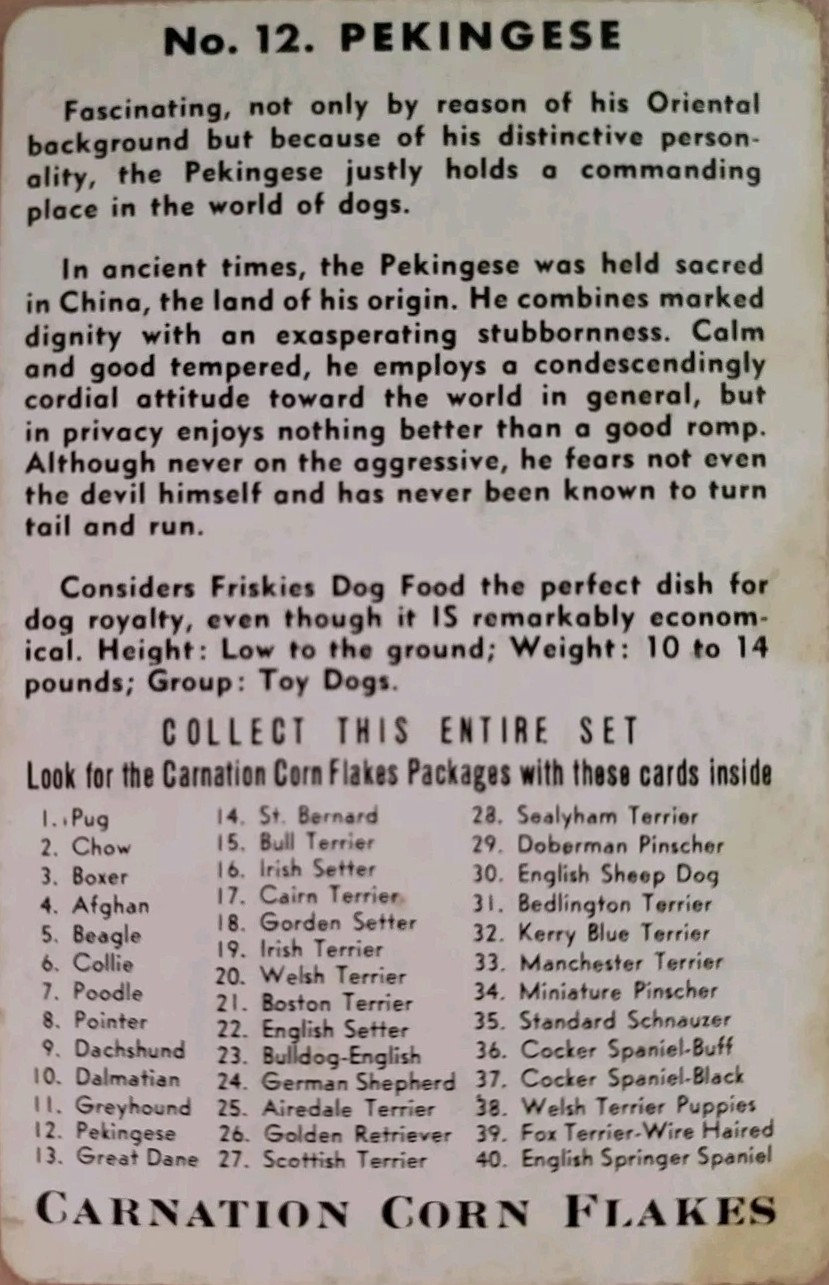 No. 12. PEKINGESE
Fascinating, not only by reason of his Oriental
background but because of his distinctive person-
ality, the Pekingese justly holds a commanding
place in the world of dogs.
In ancient times, the Pekingese was held sacred
in China, the land of his origin. He combines marked
dignity with an exasperating stubbornness. Calm
and good tempered, he employs a condescendingly
cordial attitude toward the world in general, but
in privacy enjoys nothing better than a good romp.
Although never on the aggressive, he fears not even
the devil himself and has never been known to turn
tail and run.
Considers Friskies Dog Food the perfect dish for
dog royalty, even though it IS remarkably econom-
ical. Height: Low to the ground; Weight: 10 to 14
pounds; Group: Toy Dogs.
COLLECT THIS ENTIRE SET
Look for the Carnation Corn Flakes Packages with these cards inside
1. Pug
2. Chow
3. Boxer
4. Afghan
5. Beagle
6. Collie
7. Poodle
8. Pointer
9. Dachshund
10. Dalmatian
11. Greyhound
12. Pekingese
13. Great Dane
14. St. Bernard
15. Bull Terrier
16. Irish Setter
17. Cairn Terrier
18. Gorden Setter
19. Irish Terrier
20. Welsh Terrier
21. Boston Terrier
22. English Setter
23. Bulldog-English
24. German Shepherd
25. Airedale Terrier
26. Golden Retriever
27. Scottish Terrier
28. Sealyham Terrier
29. Doberman Pinscher
30. English Sheep Dog
31. Bedlington Terrier
32. Kerry Blue Terrier
33. Manchester Terrier
34. Miniature Pinscher
35. Standard Schnauzer
36. Cocker Spaniel-Buff
37. Cocker Spaniel-Black
38. Welsh Terrier Puppies
39. Fox Terrier-Wire Haired
40. English Springer Spaniel
CARNATION CORN FLAKES